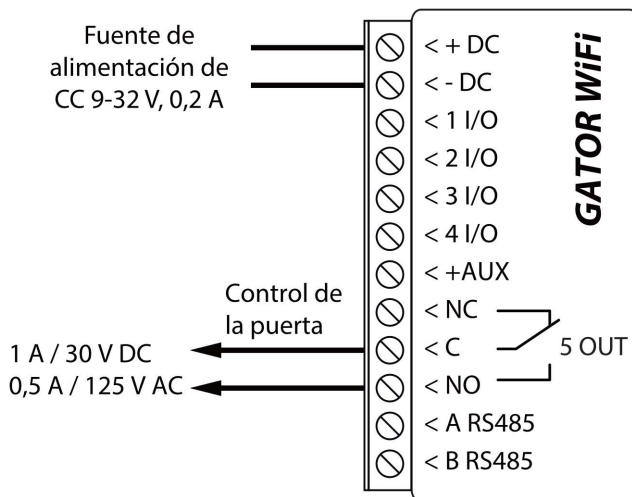 Fuente de
alimentación de
CC 9-32 V, 0,2 A
Control de
la puerta
1 A / 30 V DC
0,5 A / 125 V AC
< + DC
< - DC
< 1 I/O
< 2 I/O
< 3 I/O
< 4 I/O
< +AUX
< NC
< C
< NO
< A RS485
< B RS485
5 OUT
GATOR WiFi